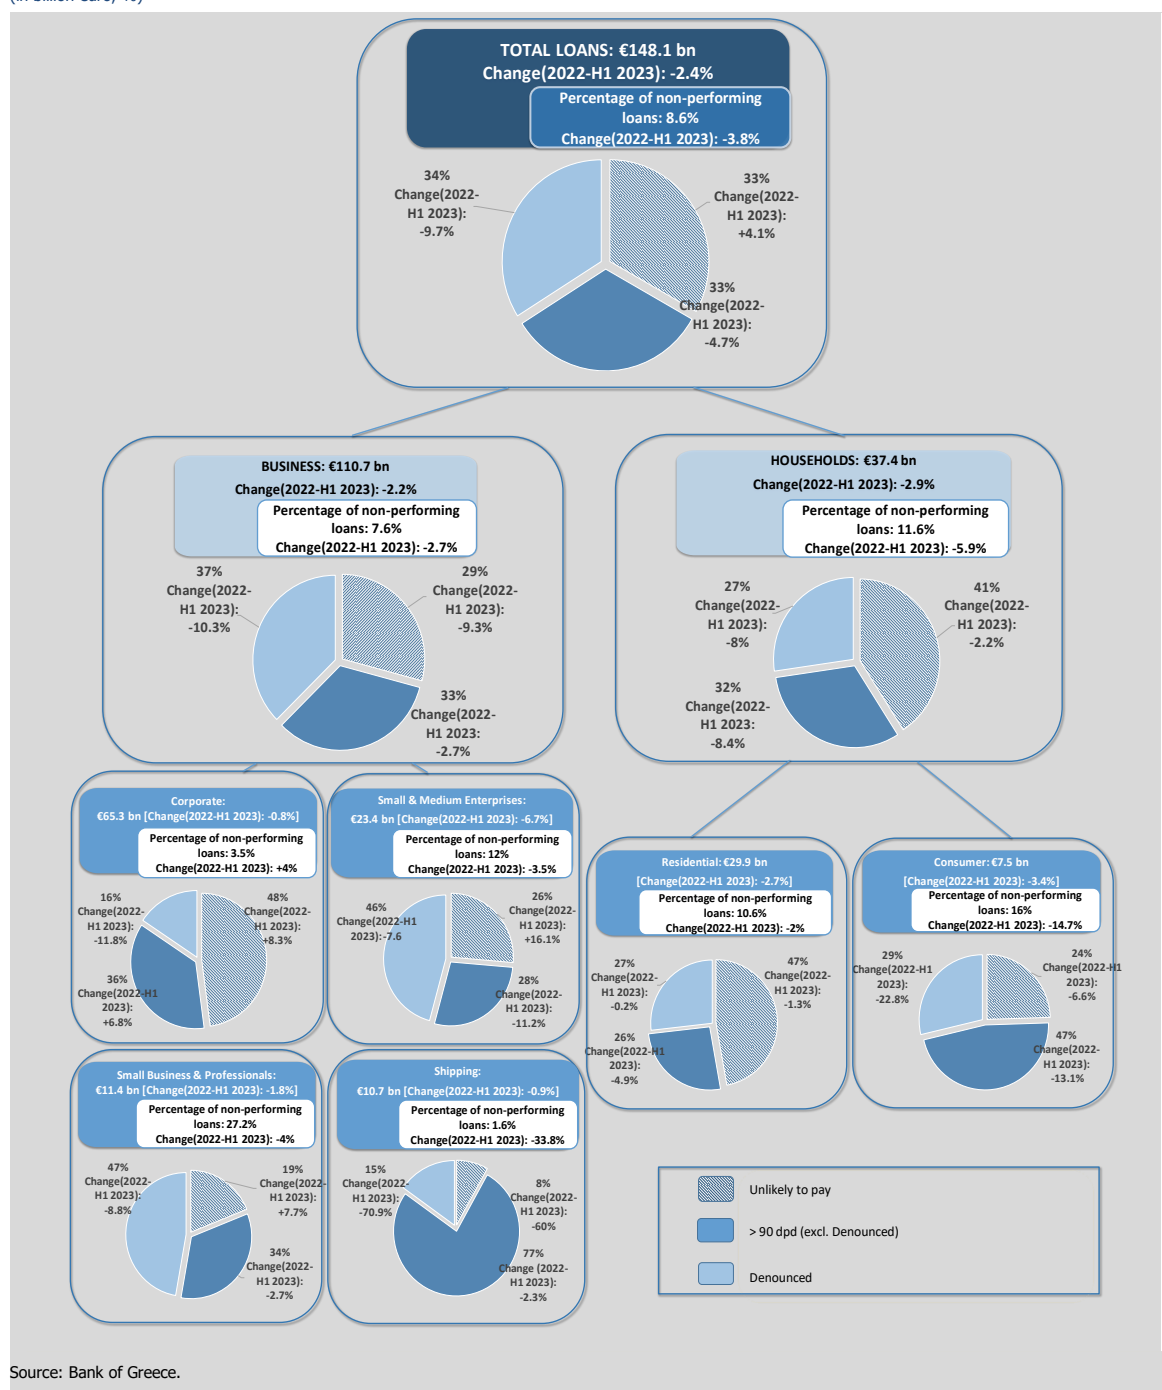 TOTAL LOANS: €148.1 bn
Change(2022-H1 2023): -2.4%
Percentage of non-performing
loans: 8.6%
Change(2022-H1 2023): -3.8%
34%
Change(2022-
H1 2023):
-9.7%
33%
Change(2022-
H1 2023):
+4.1%
33%
Change(2022-
H1 2023):
-4.7%
BUSINESS: €110.7 bn
Change(2022-H1 2023): -2.2%
Percentage of non-performing
loans: 7.6%
Change(2022-H1 2023): -2.7%
37%
Change(2022-
H1 2023):
-10.3%
29%
Change(2022-
H1 2023):
-9.3%
33%
Change(2022-
H1 2023:
-2.7%
HOUSEHOLDS: €37.4 bn
Change(2022-H1 2023): -2.9%
Percentage of non-performing
loans: 11.6%
Change(2022-H1 2023): -5.9%
27%
Change(2022-
H1 2023):
-8%
41%
Change(2022-
H1 2023):
-2.2%
32%
Change(2022-
H1 2023:
-8.4%
Corporate:
€65.3 bn [Change(2022-H1 2023): -0.8%]
Percentage of non-performing
loans: 3.5%
Change(2022-H1 2023): +4%
16%
Change(2022-
H1 2023):
-11.8%
48%
Change(2022-
H1 2023):
+8.3%
36%
Change(2022-H1
2023):
+6.8%
Small & Medium Enterprises:
€23.4 bn [Change(2022-H1 2023): -6.7%]
Percentage of non-performing
loans: 12%
Change(2022-H1 2023): -3.5%
46%
Change(2022-H1
2023):-7.6
26%
Change(2022-
H1 2023):
+16.1%
28%
Change(2022-
H1 2023):
-11.2%
Residential: €29.9 bn
[Change(2022-H1 2023): -2.7%]
Percentage of non-performing
loans: 10.6%
Change(2022-H1 2023): -2%
27%
Change(2022-
H1 2023):
-0.2%
47%
Change(2022-
H1 2023):
-1.3%
26%
Change(2022-H1
2023):
-4.9%
Consumer: €7.5 bn
[Change(2022-H1 2023): -3.4%]
Percentage of non-performing
loans: 16%
Change(2022-H1 2023): -14.7%
29%
Change(2022-H1
2023):
-22.8%
24%
Change(2022-H1
2023):
-6.6%
47%
Change(2022-
H1 2023):
-13.1%
Small Business & Professionals:
€11.4 bn [Change(2022-H1 2023): -1.8%]
Percentage of non-performing
loans: 27.2%
Change(2022-H1 2023): -4%
47%
Change(2022-
H1 2023):
-8.8%
19%
Change(2022-
H1 2023):
+7.7%
34%
Change(2022-
H1 2023):
-2.7%
Shipping:
€10.7 bn [Change(2022-H1 2023): -0.9%]
Percentage of non-performing
loans: 1.6%
Change(2022-H1 2023): -33.8%
15%
Change(2022-
H1 2023):
-70.9%
8%
Change(2022-
H1 2023):
-60%
77%
Change (2022-
H1 2023):
-2.3%
Unlikely to pay
> 90 dpd (excl. Denounced)
Denounced
Source: Bank of Greece.